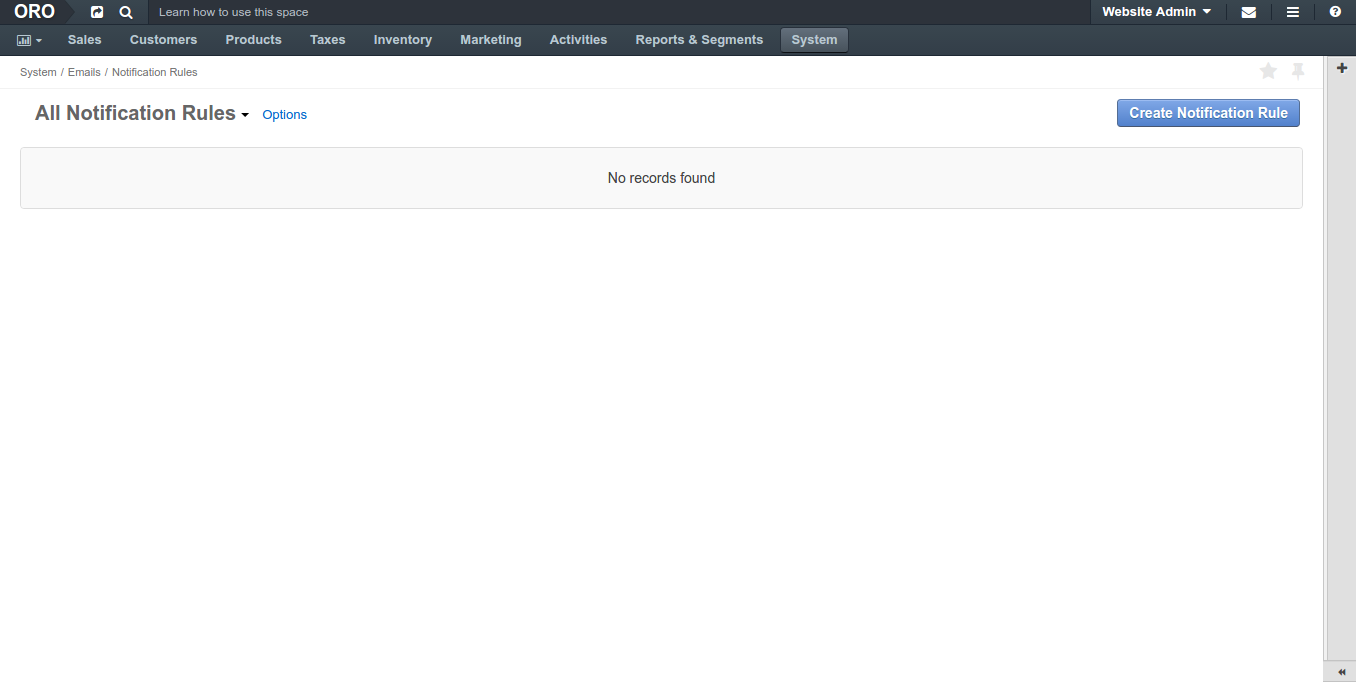 ORO Learn how to use this space Website Admin
Sales Customers Products Taxes Inventory Marketing Activities Reports & Segments System
System / Emails / Notification Rules
All Notification Rules Options Create Notification Rule
No records found